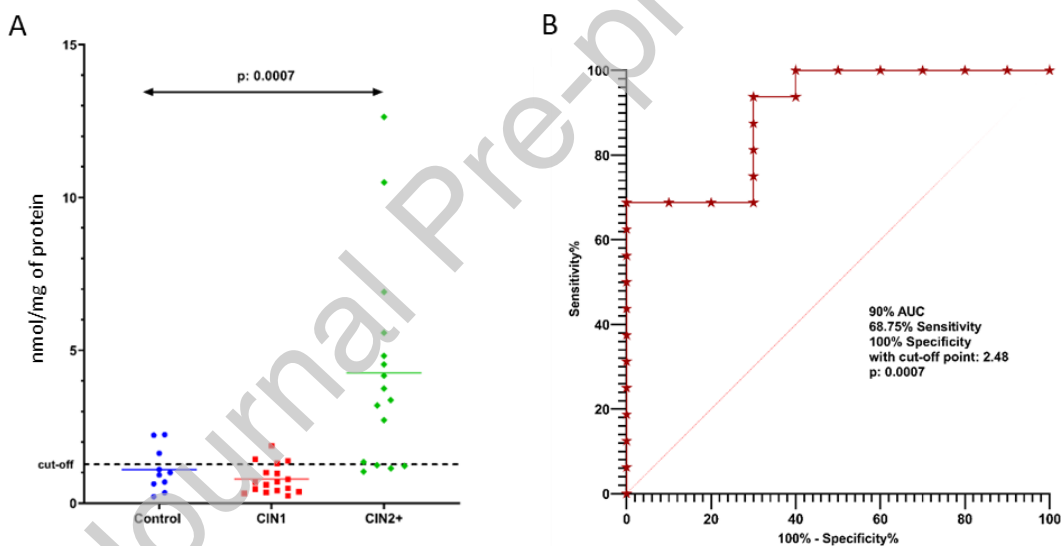 A
B
15
10
5
0
nmol/mg of protein
p: 0.0007
cut-off
Control
CIN1
CIN2+
100
80
60
40
20
0
Sensitivity%
90% AUC
68.75% Sensitivity
100% Specificity
with cut-off point: 2.48
p: 0.0007
0
20
40
60
80
100
100% - Specificity%
Journal Pre-p